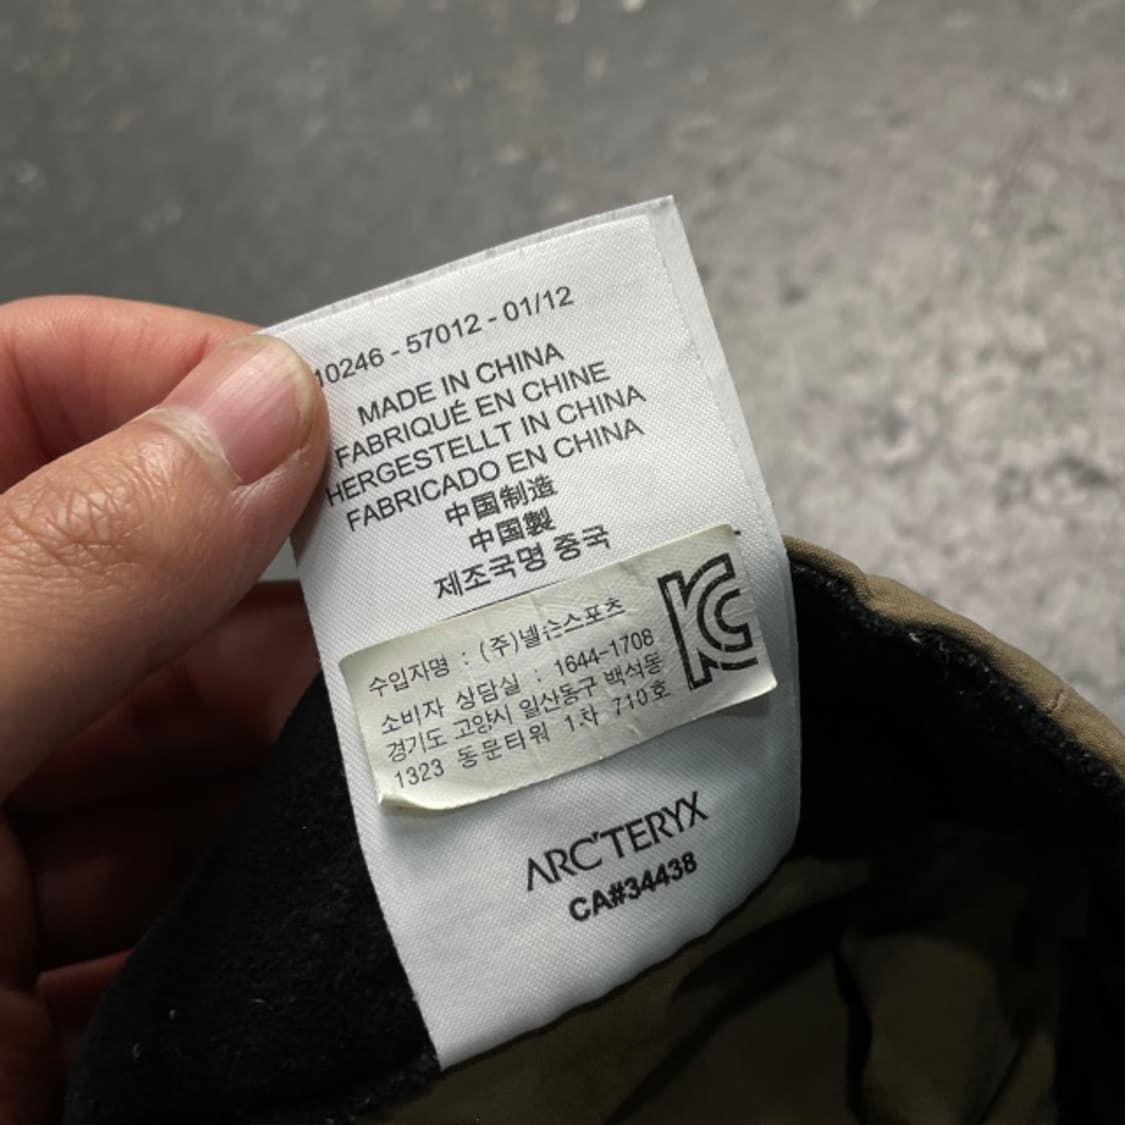 10246 - 57012 - 01/12
MADE IN CHINA
FABRIQUÉ EN CHINE
HERGESTELLT IN CHINA
FABRICADO EN CHINA
中国制造
中国製
제조국명 중국
수입자명 : (주)넬슨스포츠
소비자 상담실 : 1644-1708
경기도 고양시 일산동구 백석동
1323 동문타워 1차 710호
KC
ARC'TERYX
CA#34438